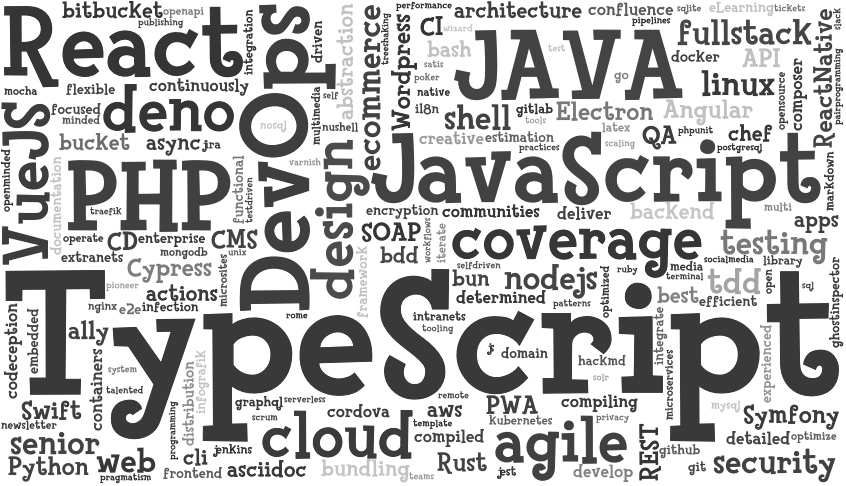 React
bitbucket
openapi
publishing
integration
DevOps
driven
abstraction
ecommerce
treeshaking
performance
Wordpress
CI
wizard
architecture
confluence
sqlite
eLearning
tickets
pipelines
fullstack
slack
JAVA
bash
satis
poker
native
i18n
test
go
docker
API
linux
composer
opensource
ReactNative
pairprogramming
mocha
flexible
continuously
focused
minded
deno
multimedia
self
nushell
nosql
shell
gitlab
tools
Electron
Angular
VueJS
openminded
bucket
async
jra
varnish
creative
estimation
practices
latex
scaling
QA
phpunit
chef
postgresql
markdown
documentation
PHP
traefik
functional
testdriven
design
JavaScript
encryption
communities
deliver
backend
multi
apps
operate
CD
enterprise
mongodb
CMS
unix
extranets
SOAP
bdd
workflows
iterate
coverage
testing
socialmedia
library
Cypress
pioneer
microsites
framework
selfdriven
bun
nodejs
optimized
ruby
media
terminal
tdd
open
sql
ghostinspector
actions
determined
patterns
best
efficient
nginx
e2e
infection
rome
codeception
embedded
ally
TypeScript
intranets
tooling
js
domain
hackmd
solr
integrate
microservices
experienced
containers
system
talented
distribution
infografik
mysql
Swift
graphql
serverless
scrum
cordova
remote
aws
template
PWA
kubernetes
compiling
privacy
Symfony
newsletter
senior
programming
cloud
compiled
agile
REST
github
detailed
optimize
Python
web
pragmatism
cli
jenkins
frontend
asciidoc
bundling
teams
Rust
jest
develop
git
security